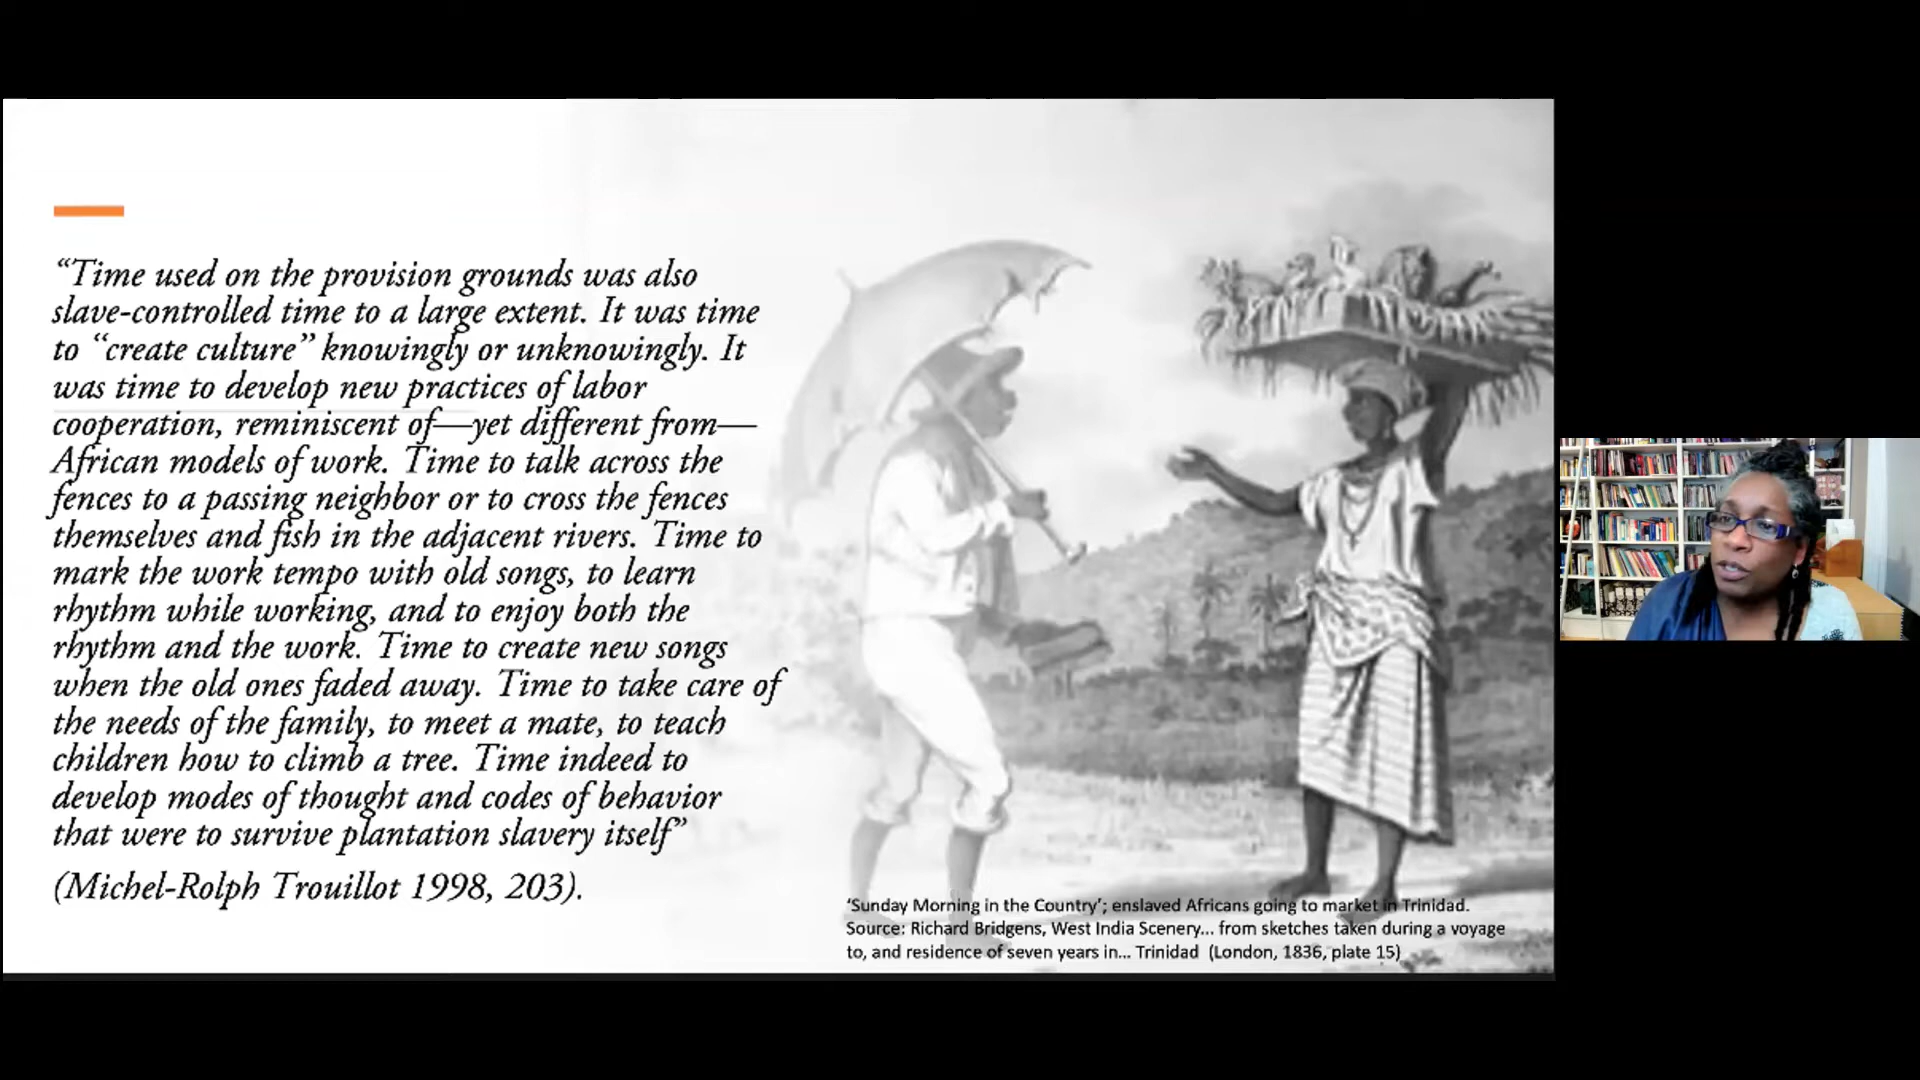 “Time used on the provision grounds was also
slave-controlled time to a large extent. It was time
to “create culture” knowingly or unknowingly. It
was time to develop new practices of labor
cooperation, reminiscent of—yet different from—
African models of work. Time to talk across the
fences to a passing neighbor or to cross the fences
themselves and fish in the adjacent rivers. Time to
mark the work tempo with old songs, to learn
rhythm while working, and to enjoy both the
rhythm and the work. Time to create new songs
when the old ones faded away. Time to take care of
the needs of the family, to meet a mate, to teach
children how to climb a tree. Time indeed to
develop modes of thought and codes of behavior
that were to survive plantation slavery itself”
(Michel-Rolph Trouillot 1998, 203).
‘Sunday Morning in the Country’; enslaved Africans going to market in Trinidad.
Source: Richard Bridgens, West India Scenery... from sketches taken during a voyage
to, and residence of seven years in... Trinidad (London, 1836, plate 15)